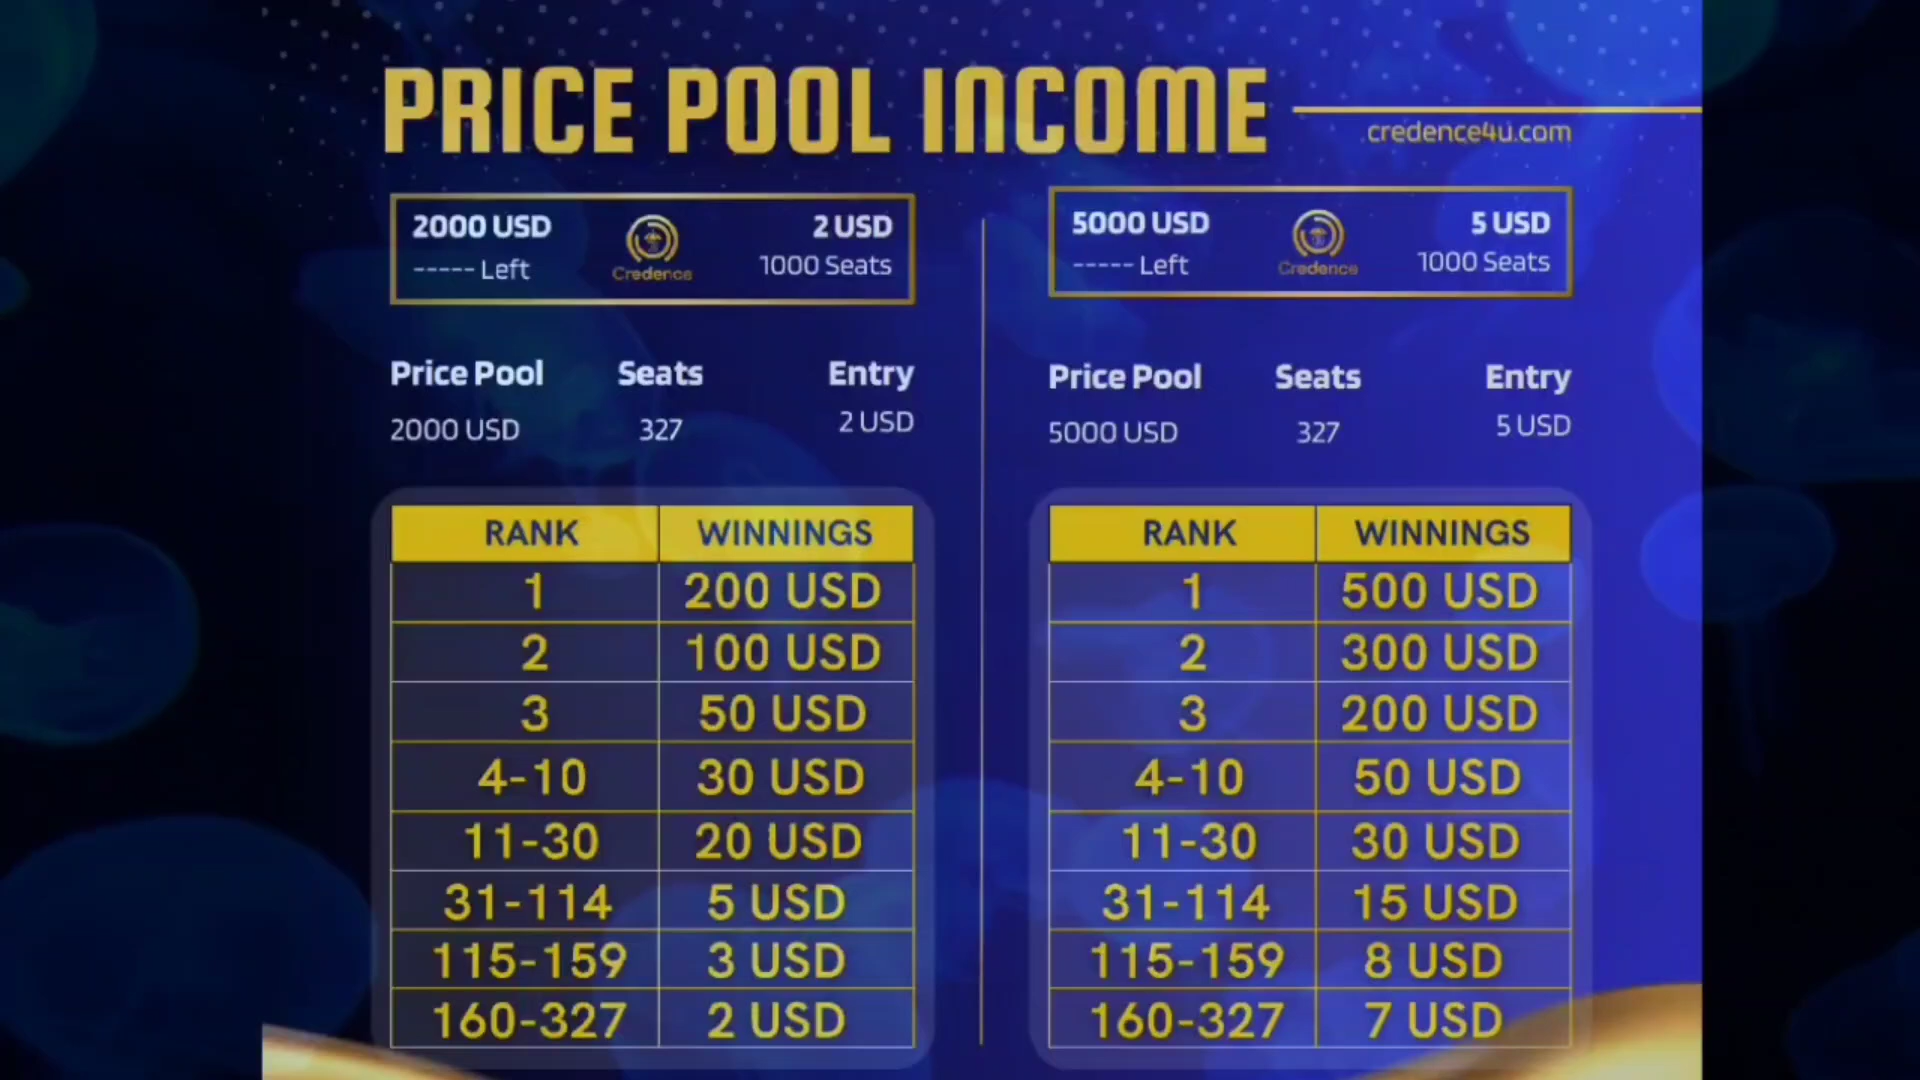 PRICE POOL INCOME
credence4u.com
2000 USD
----- Left
Credence
2 USD
1000 Seats
Price Pool Seats Entry
2000 USD 327 2 USD
RANK WINNINGS
1 200 USD
2 100 USD
3 50 USD
4-10 30 USD
11-30 20 USD
31-114 5 USD
115-159 3 USD
160-327 2 USD
5000 USD
----- Left
Credence
5 USD
1000 Seats
Price Pool Seats Entry
5000 USD 327 5 USD
RANK WINNINGS
1 500 USD
2 300 USD
3 200 USD
4-10 50 USD
11-30 30 USD
31-114 15 USD
115-159 8 USD
160-327 7 USD